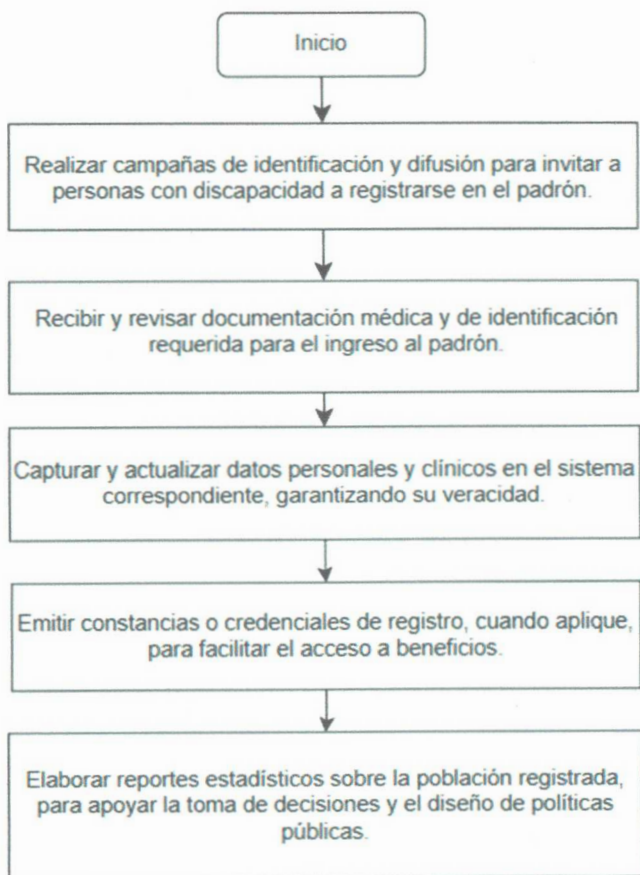 Inicio
Realizar campañas de identificación y difusión para invitar a
personas con discapacidad a registrarse en el padrón.
Recibir y revisar documentación médica y de identificación
requerida para el ingreso al padrón.
Capturar y actualizar datos personales y clínicos en el sistema
correspondiente, garantizando su veracidad.
Emitir constancias o credenciales de registro, cuando aplique,
para facilitar el acceso a beneficios.
Elaborar reportes estadísticos sobre la población registrada,
para apoyar la toma de decisiones y el diseño de políticas
públicas.